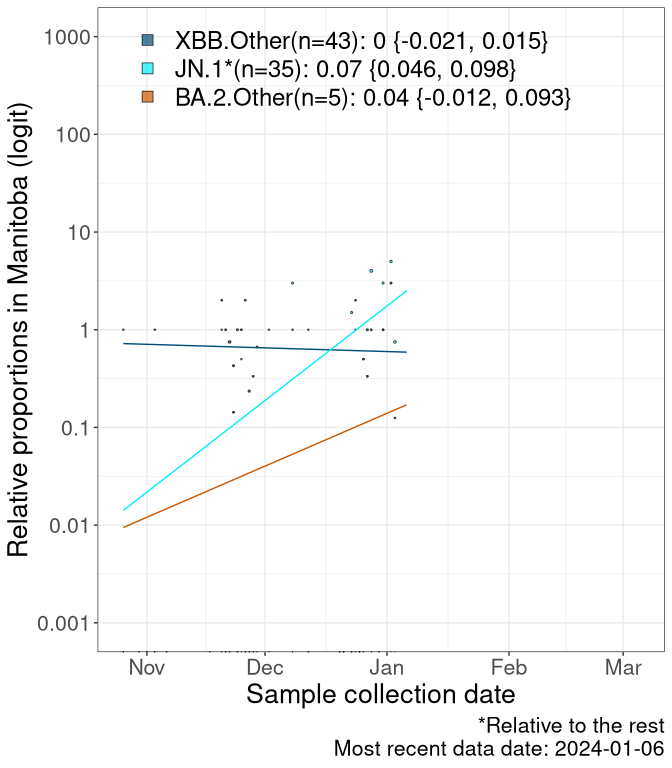 XBB.Other(n=43): 0 {-0.021, 0.015}
JN.1*(n=35): 0.07 {0.046, 0.098}
BA.2.Other(n=5): 0.04 {-0.012, 0.093}
Relative proportions in Manitoba (logit)
1000
100
10
1
0.1
0.01
0.001
Nov Dec Jan Feb Mar
Sample collection date
*Relative to the rest
Most recent data date: 2024-01-06